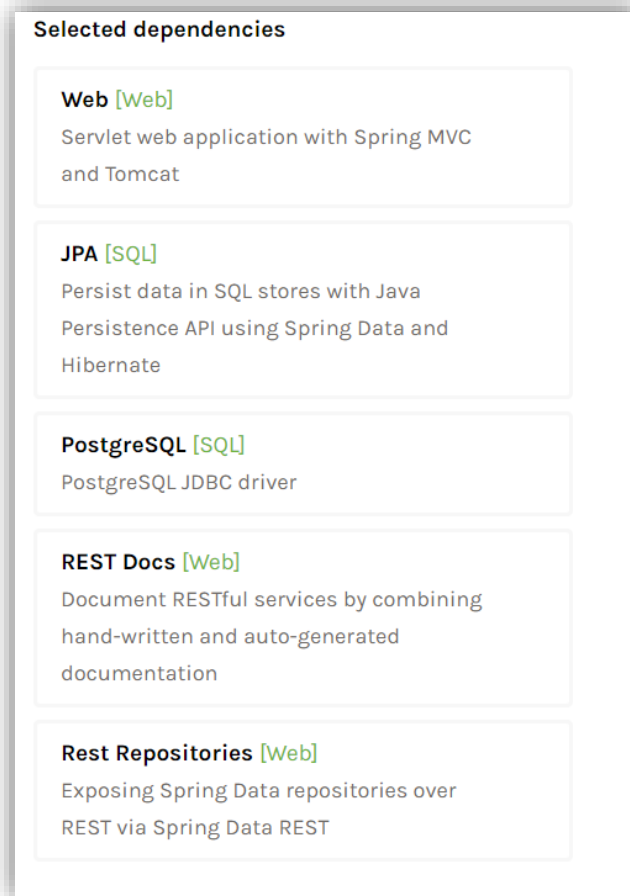 Selected dependencies
Web [Web]
Servlet web application with Spring MVC
and Tomcat
JPA [SQL]
Persist data in SQL stores with Java
Persistence API using Spring Data and
Hibernate
PostgreSQL [SQL]
PostgreSQL JDBC driver
REST Docs [Web]
Document RESTful services by combining
hand-written and auto-generated
documentation
Rest Repositories [Web]
Exposing Spring Data repositories over
REST via Spring Data REST